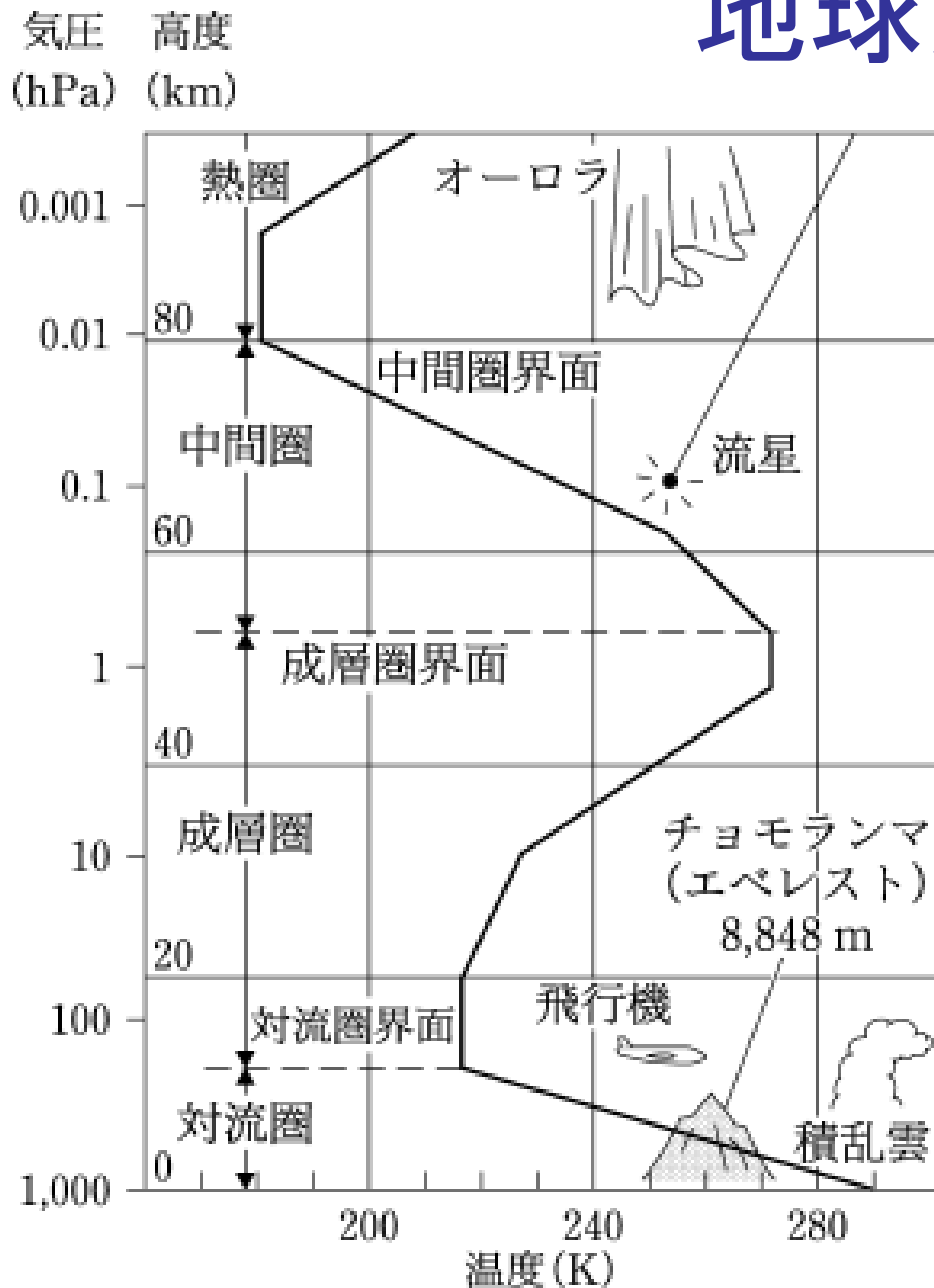 地球
気圧 高度
(hPa) (km)
熱圏
オーロラ
0.001
80
0.01
中間圏界面
中間圏
流星
0.1
60
成層圏界面
1
40
成層圏
チョモランマ
(エベレスト)
8,848 m
10
20
飛行機
100
対流圏界面
対流圏
積乱雲
0
1,000
200 240 280
温度(K)